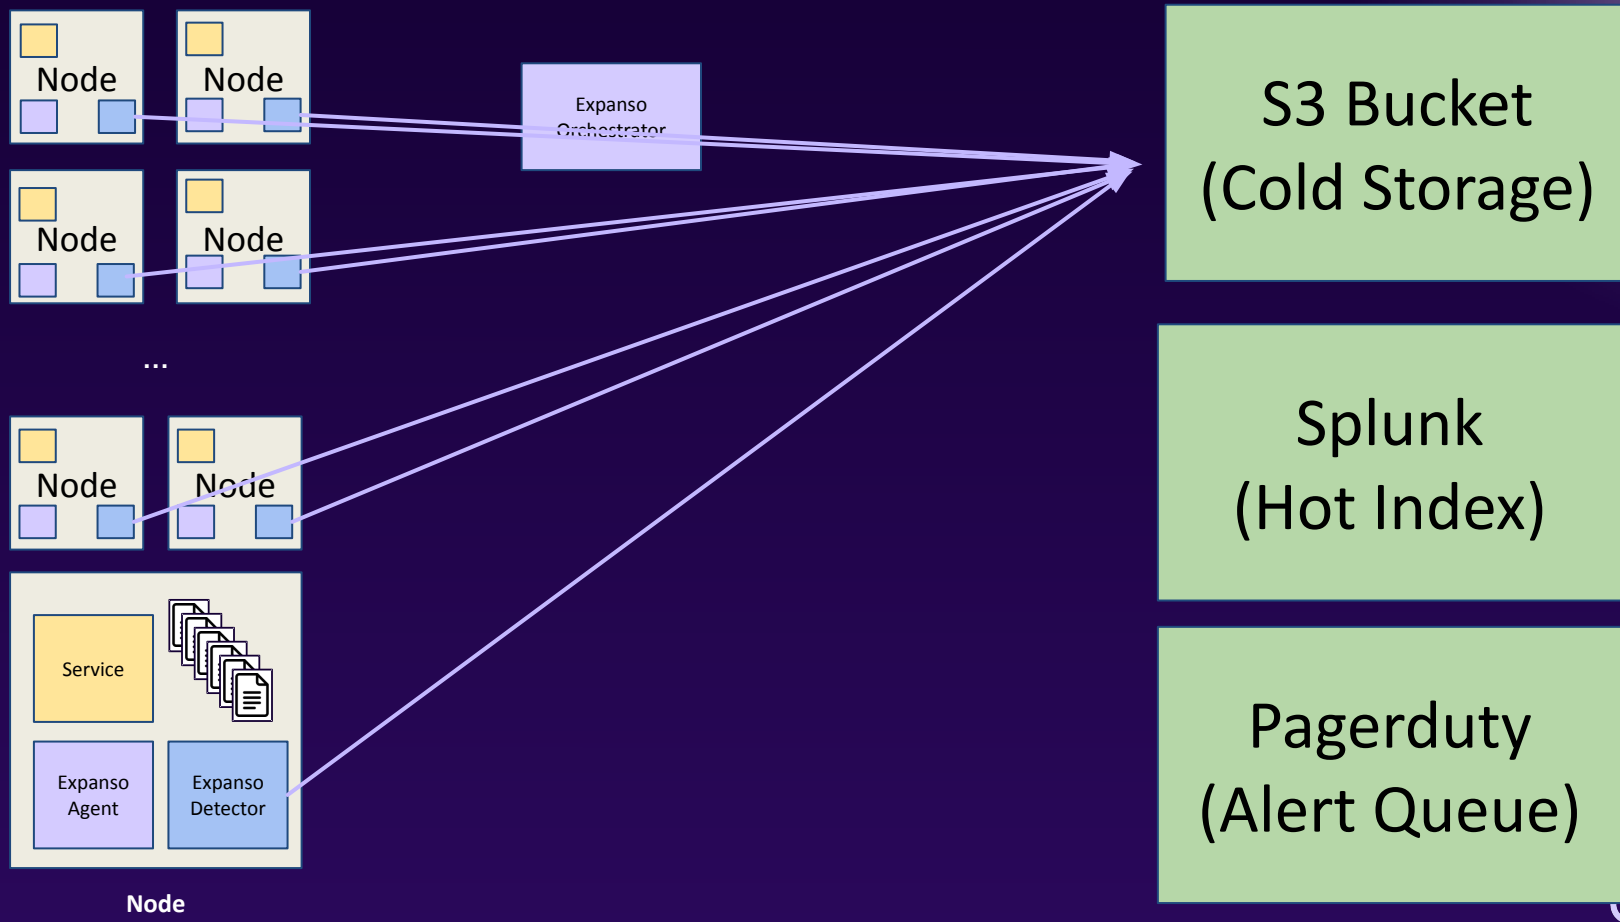 Node
Node
Expanso
Orchestrator
S3 Bucket
(Cold Storage)
Node
Node
...
Node
Node
Splunk
(Hot Index)
Service
Expanso
Agent
Expanso
Detector
Pagerduty
(Alert Queue)
Node